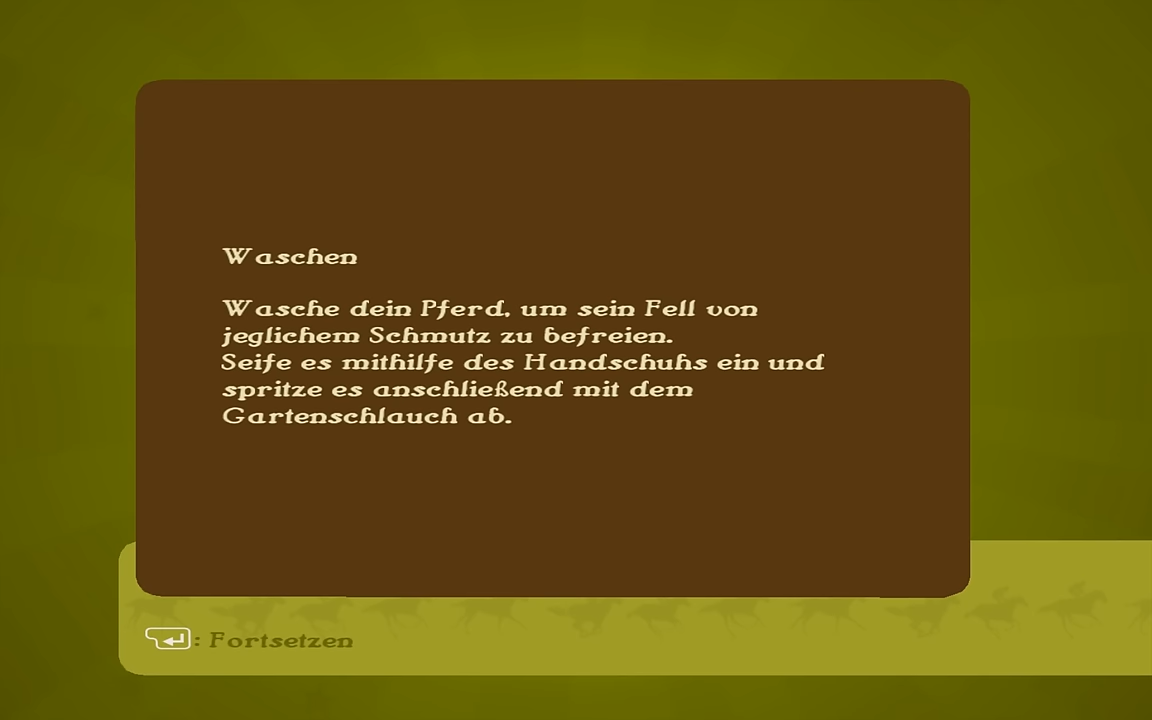 Waschen
Wasche dein Pferd, um sein Fell von
jeglichem Schmutz zu befreien.
Seife es mithilfe des Handschuhs ein und
spritze es anschließend mit dem
Gartenschlauch ab.
: Fortsetzen